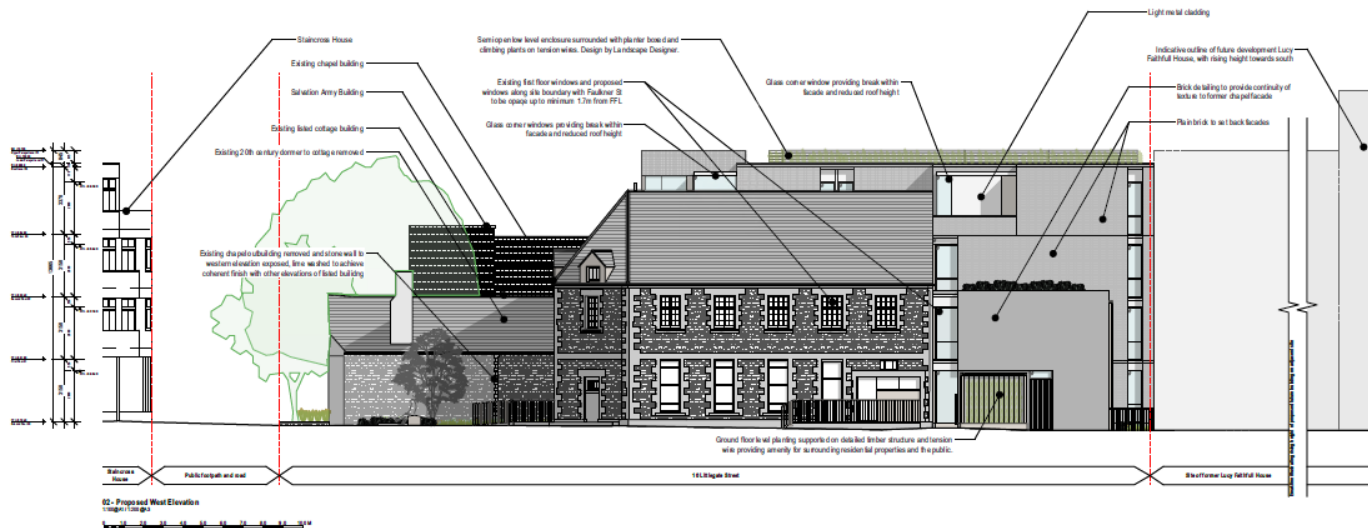 Staincross House
Existing chapel building
Salvation Army Building
Existing listed cottage building
Existing 20th century dormer to cottage removed
Existing chapel outbuilding removed and stone wall to
western elevation exposed, lime washed to achieve
coherent finish with other elevations of listed building
Semi open low level enclosure surrounded with planter boxed and
climbing plants on tension wires. Design by Landscape Designer.
Existing first floor windows and proposed
windows along site boundary with Faulkner St
to be opaqe up to minimum 1.7m from FFL
Glass corner windows providing break within
facade and reduced roof height
Glass corner window providing break within
facade and reduced roof height
Light metal cladding
Indicative outline of future development Lucy
Faithfull House, with rising height towards south
Brick detailing to provide continuity of
texture to former chapel facade
Plain brick to set back facades
Ground floor level planting supported on detailed timber structure and tension
wire providing amenity for surrounding residential properties and the public.
Staincross
House
Public footpath and road
16 Littlegate Street
Site of former Lucy Faithfull House
02 - Proposed West Elevation